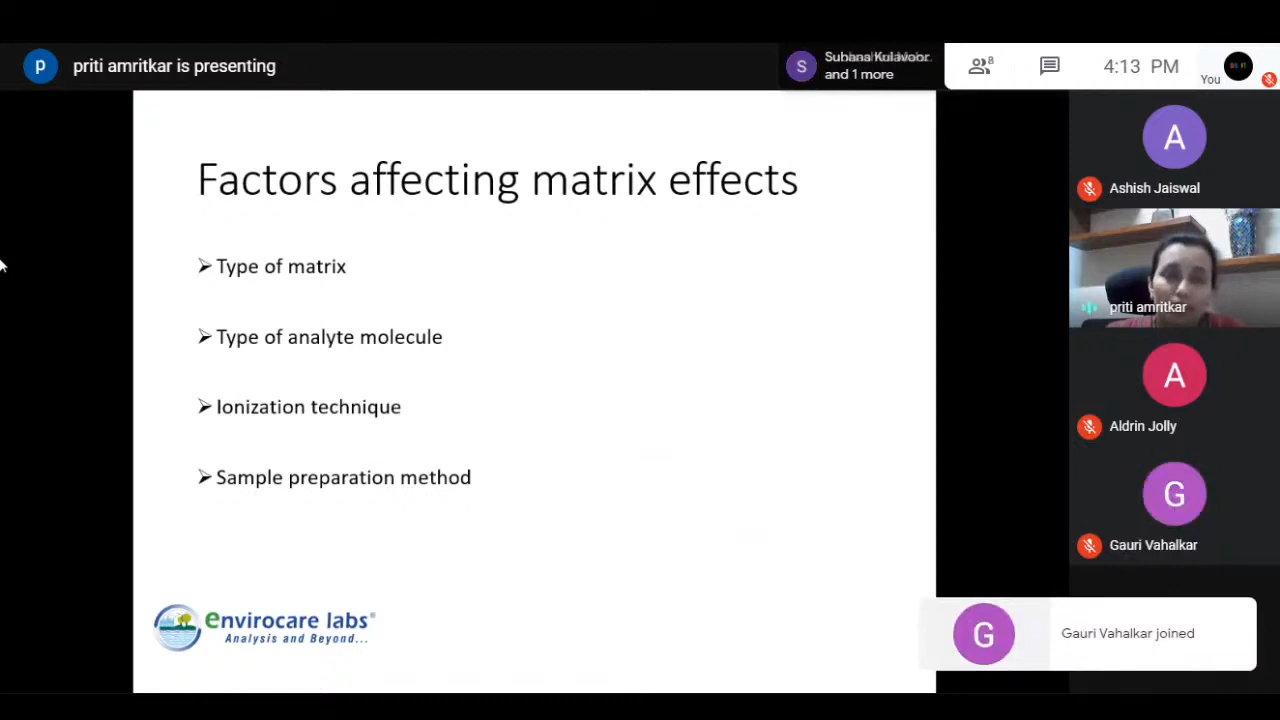 p
priti amritkar is presenting
S
and 1 more
8
4:13 PM
You
Factors affecting matrix effects
Type of matrix
Type of analyte molecule
Ionization technique
Sample preparation method
envirocare labs®
Analysis and Beyond...
A
Ashish Jaiswal
priti amritkar
A
Aldrin Jolly
G
Gauri Vahalkar
G
Gauri Vahalkar joined